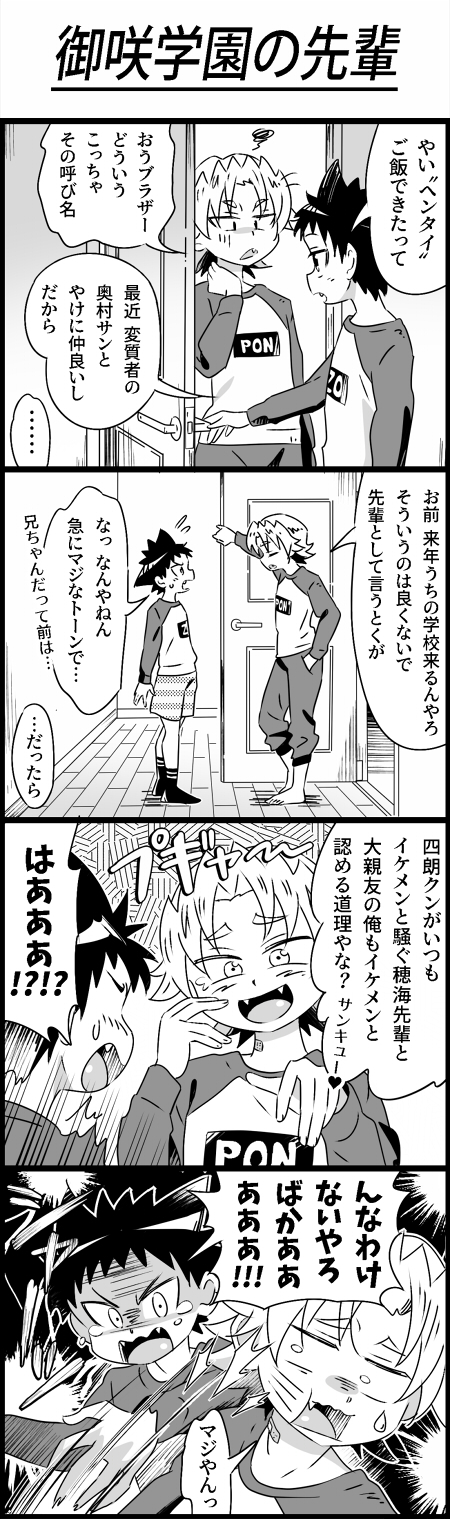 御咲学園の先輩
やい〝ヘンタイ〟
ご飯できたって
おうブラザー
どういう
こっちゃ
その呼び名
最近 変質者の
奥村サンと
やけに仲良いし
だから
……
PON
ZO
お前 来年うちの学校来るんやろ
そういうのは良くないで
先輩として言うとくが
なっ なんやねん
急にマジなトーンで…
兄ちゃんだって前は…
…だったら
四朗クンがいつも
イケメンと騒ぐ穂海先輩と
大親友の俺もイケメンと
認める道理やな?
サンキュー♥
プギャーー
はあああ
!?!?
PON
んなわけ
ないやろ
ばかああ
あああ!!!
マジやんっ